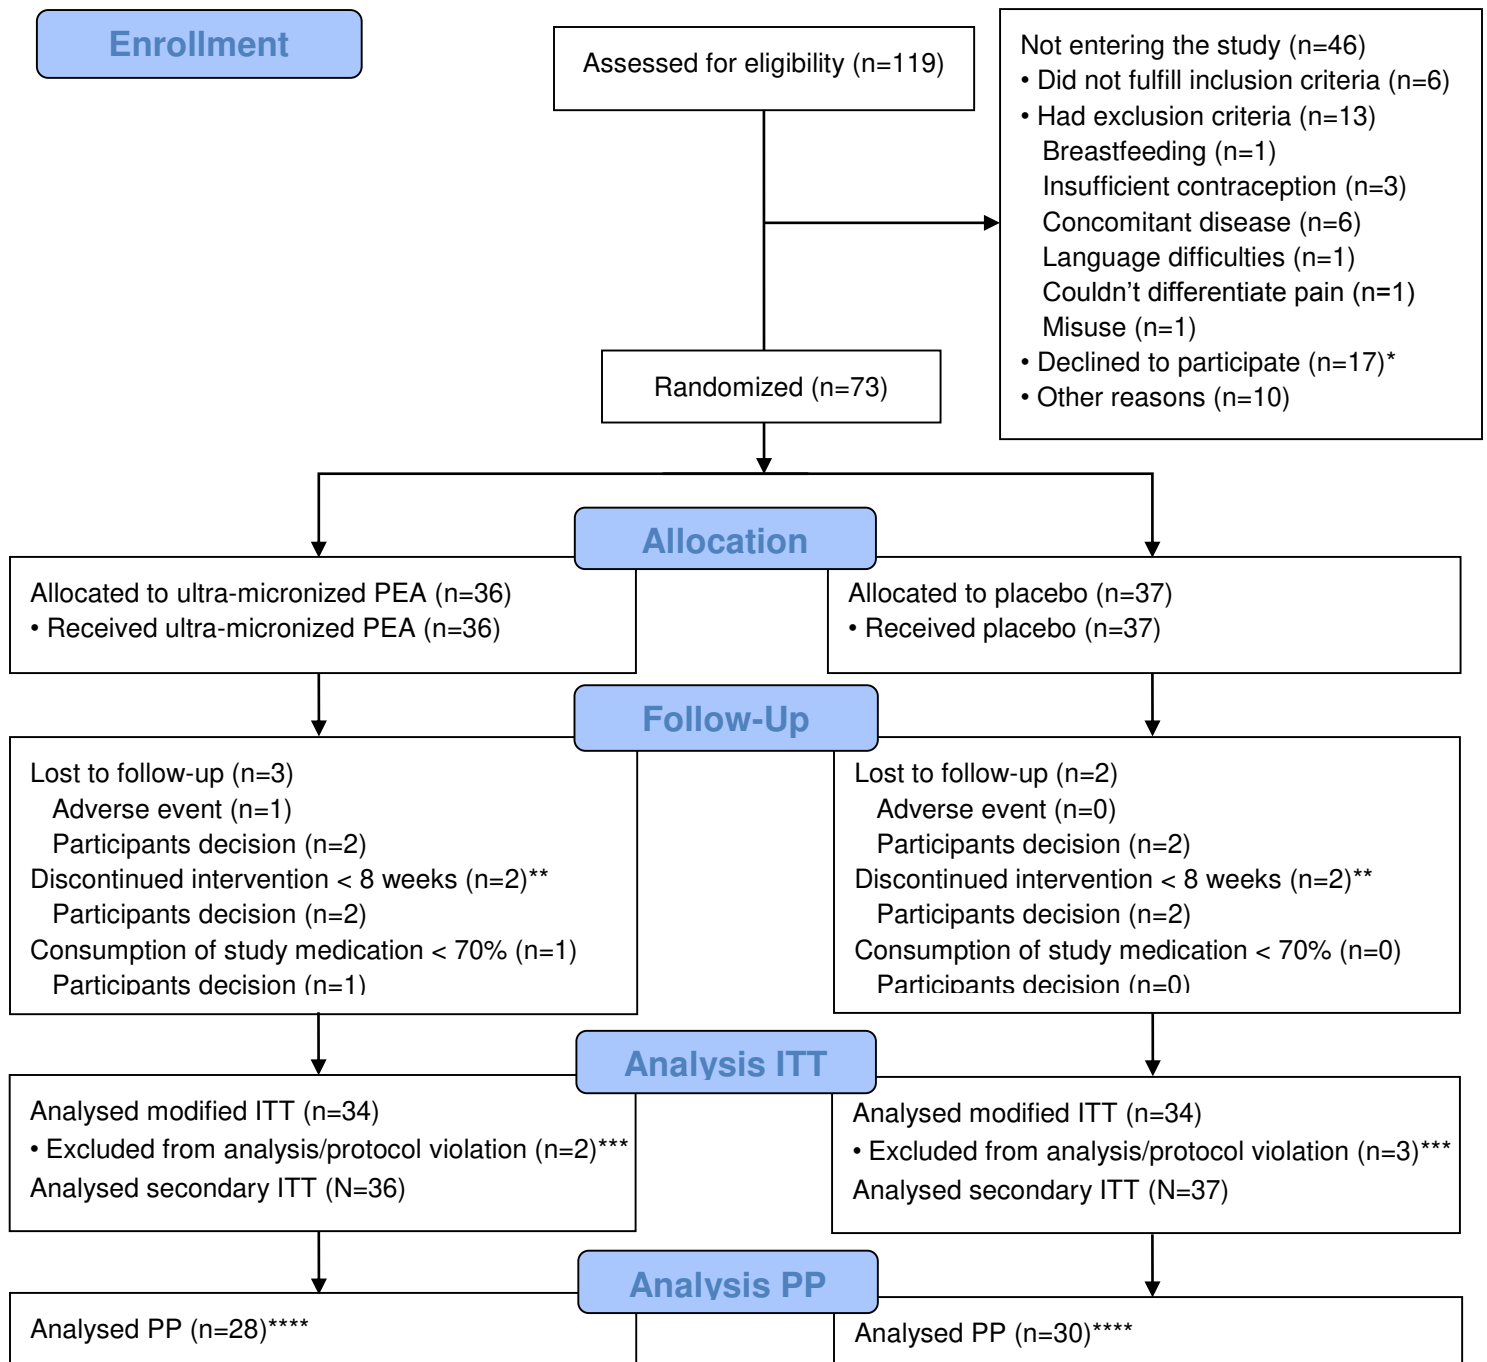 Enrollment
Assessed for eligibility (n=119)
Not entering the study (n=46)
• Did not fulfill inclusion criteria (n=6)
• Had exclusion criteria (n=13)
Breastfeeding (n=1)
Insufficient contraception (n=3)
Concomitant disease (n=6)
Language difficulties (n=1)
Couldn’t differentiate pain (n=1)
Misuse (n=1)
• Declined to participate (n=17)*
• Other reasons (n=10)
Randomized (n=73)
Allocation
Allocated to ultra-micronized PEA (n=36)
• Received ultra-micronized PEA (n=36)
Allocated to placebo (n=37)
• Received placebo (n=37)
Follow-Up
Lost to follow-up (n=3)
Adverse event (n=1)
Participants decision (n=2)
Discontinued intervention < 8 weeks (n=2)**
Participants decision (n=2)
Consumption of study medication < 70% (n=1)
Participants decision (n=1)
Lost to follow-up (n=2)
Adverse event (n=0)
Participants decision (n=2)
Discontinued intervention < 8 weeks (n=2)**
Participants decision (n=2)
Consumption of study medication < 70% (n=0)
Participants decision (n=0)
Analysis ITT
Analysed modified ITT (n=34)
• Excluded from analysis/protocol violation (n=2)***
Analysed secondary ITT (N=36)
Analysed modified ITT (n=34)
• Excluded from analysis/protocol violation (n=3)***
Analysed secondary ITT (N=37)
Analysis PP
Analysed PP (n=28)****
Analysed PP (n=30)****